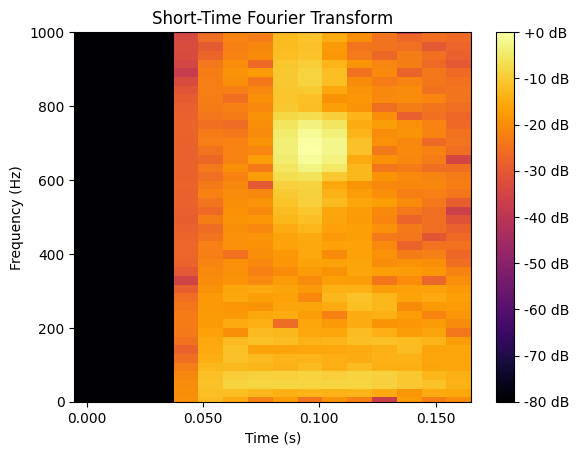 Short-Time Fourier Transform
1000
800
600
400
200
0
Frequency (Hz)
0.000
0.050
0.100
0.150
Time (s)
+0 dB
-10 dB
-20 dB
-30 dB
-40 dB
-50 dB
-60 dB
-70 dB
-80 dB